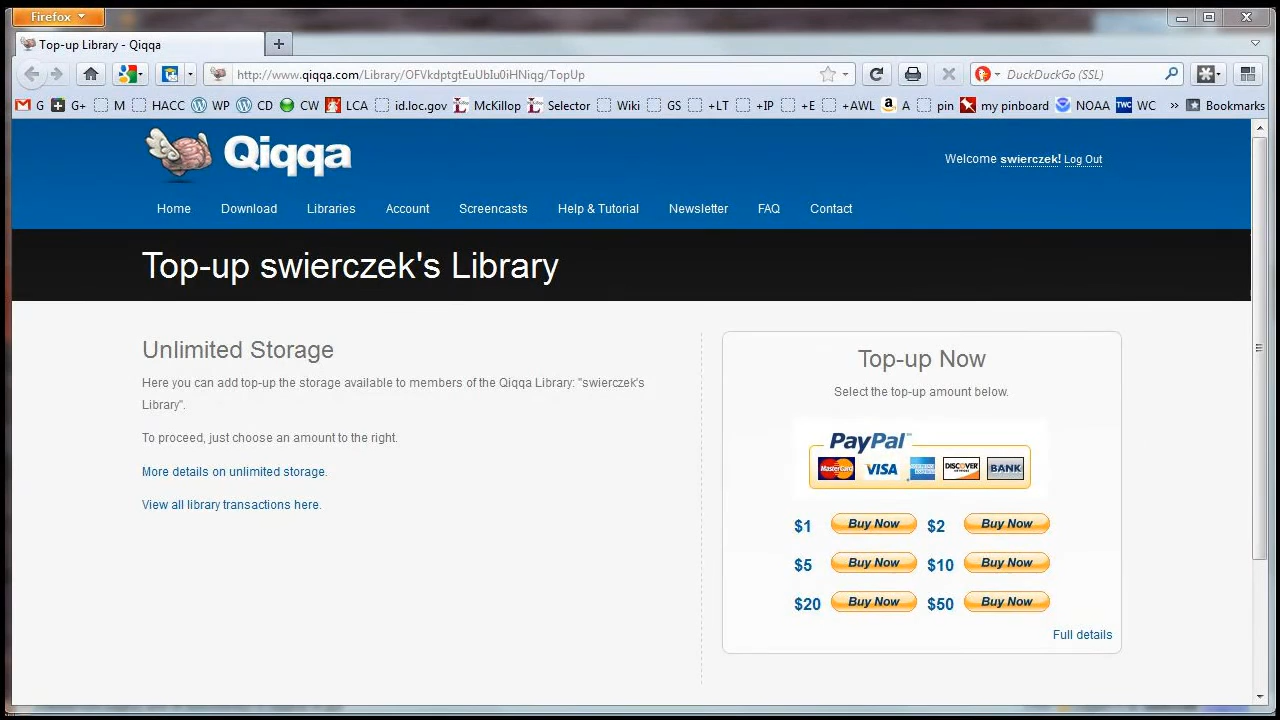 Firefox
Top-up Library - Qiqqa
http://www.qiqqa.com/Library/OFVkdptgtEuUbIu0iHNiqg/TopUp
DuckDuckGo (SSL)
G G+ M HACC WP CD CW LCA id.loc.gov McKillop Selector Wiki GS +LT +IP +E +AWL A pin my pinboard NOAA TWC WC » Bookmarks
Qiqqa
Welcome swierczek! Log Out
Home Download Libraries Account Screencasts Help & Tutorial Newsletter FAQ Contact
Top-up swierczek's Library
Unlimited Storage
Here you can add top-up the storage available to members of the Qiqqa Library: "swierczek's
Library".
To proceed, just choose an amount to the right.
More details on unlimited storage.
View all library transactions here.
Top-up Now
Select the top-up amount below.
PayPal™
MasterCard VISA AMERICAN EXPRESS DISCOVER BANK
$1 Buy Now $2 Buy Now
$5 Buy Now $10 Buy Now
$20 Buy Now $50 Buy Now
Full details